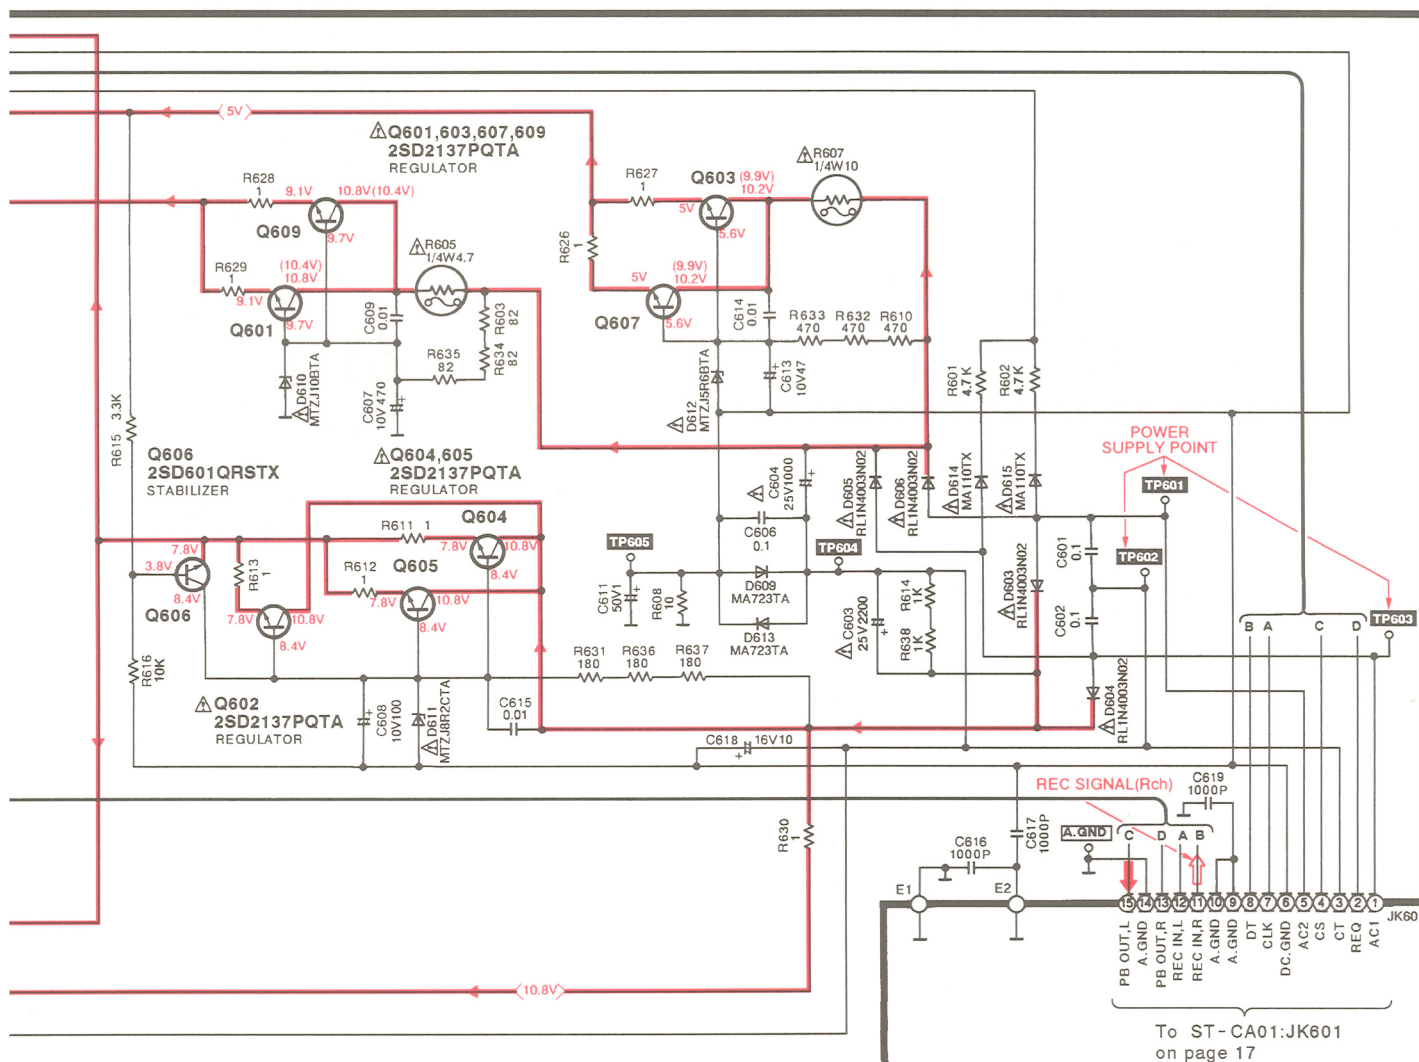 5V
Q601,603,607,609
2SD2137PQTA
REGULATOR
R607
1/4W10
R628
1
9.1V
10.8V(10.4V)
Q609
9.7V
R627
1
Q603
(9.9V)
10.2V
5V
5.6V
R605
1/4W4.7
R626
1
R629
1
(10.4V)
10.8V
9.1V
Q601
9.7V
C609
0.01
R603
82
R634
82
R635
82
D610
MTZJ10BTA
C607
10V 470
5V
(9.9V)
10.2V
Q607
5.6V
C614
0.01
R633
470
R632
470
R610
470
C613
10V47
D612
MTZJ5R6BTA
R601
4.7K
R602
4.7K
R615 3.3K
Q606
2SD601QRSTX
STABILIZER
Q604,605
2SD2137PQTA
REGULATOR
C604
25V1000
D605
RL1N4003N02
D606
RL1N4003N02
D614
MA110TX
D615
MA110TX
POWER
SUPPLY POINT
TP601
TP602
TP603
R611 1
Q604
7.8V
10.8V
8.4V
7.8V
3.8V
8.4V
Q606
R613
1
R612
1
Q605
7.8V
10.8V
8.4V
7.8V
10.8V
8.4V
TP605
C606
0.1
TP604
C611
50V1
R608
10
D609
MA723TA
D613
MA723TA
C603
25V2200
R614
1K
R638
1K
D603
RL1N4003N02
C601
0.1
C602
0.1
D604
RL1N4003N02
B A C D
R616
10K
Q602
2SD2137PQTA
REGULATOR
C608
10V100
D611
MTZJ8R2CTA
C615
0.01
R631
180
R636
180
R637
180
C618 16V10
REC SIGNAL(Rch)
C619
1000P
R630
1
C616
1000P
C617
1000P
A.GND
C D A B
E1
E2
15 14 13 12 11 10 9 8 7 6 5 4 3 2 1
JK60
PB OUT,L
A.GND
PB OUT,R
REC IN,L
REC IN,R
A.GND
A.GND
DT
CLK
DC.GND
AC2
CS
CT
REQ
AC1
10.8V
To ST-CA01:JK601
on page 17